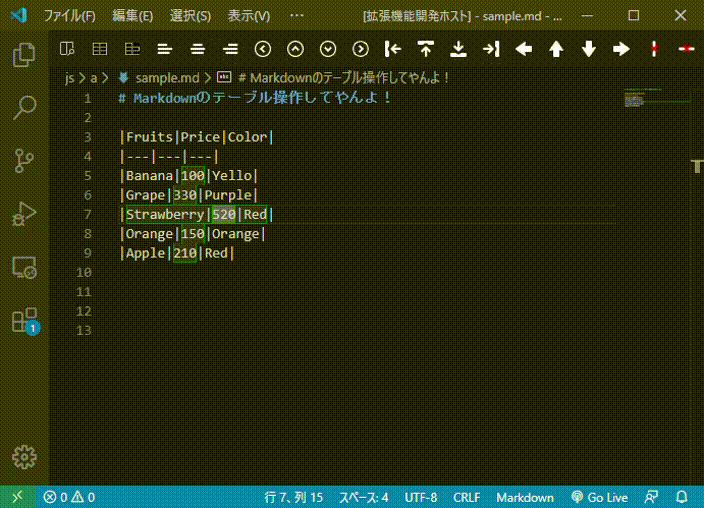 ファイル(F) 編集(E) 選択(S) 表示(V) ··· [拡張機能開発ホスト] - sample.md - ...
js > a > sample.md > abc # Markdownのテーブル操作してやんよ！
1 # Markdownのテーブル操作してやんよ！
2
3 |Fruits|Price|Color|
4 |---|---|---|
5 |Banana|100|Yello|
6 |Grape|330|Purple|
7 |Strawberry|520|Red|
8 |Orange|150|Orange|
9 |Apple|210|Red|
10
11
12
13
1
0 0 行 7、列 15 スペース: 4 UTF-8 CRLF Markdown Go Live